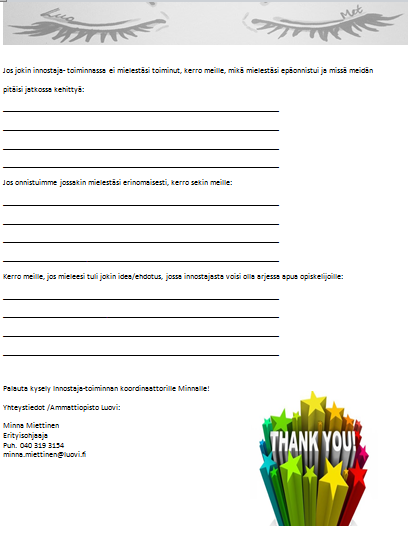 Luo
Met
Jos jokin innostaja- toiminnassa ei mielestäsi toiminut, kerro meille, mikä mielestäsi epäonnistui ja missä meidän
pitäisi jatkossa kehittyä:
Jos onnistuimme jossakin mielestäsi erinomaisesti, kerro sekin meille:
Kerro meille, jos mieleesi tuli jokin idea/ehdotus, jossa innostajasta voisi olla arjessa apua opiskelijoille:
Palauta kysely Innostaja-toiminnan koordinaattorille Minnalle!
Yhteystiedot /Ammattiopisto Luovi:
Minna Miettinen
Erityisohjaaja
Puh. 040 319 3154
minna.miettinen@luovi.fi
THANK YOU!